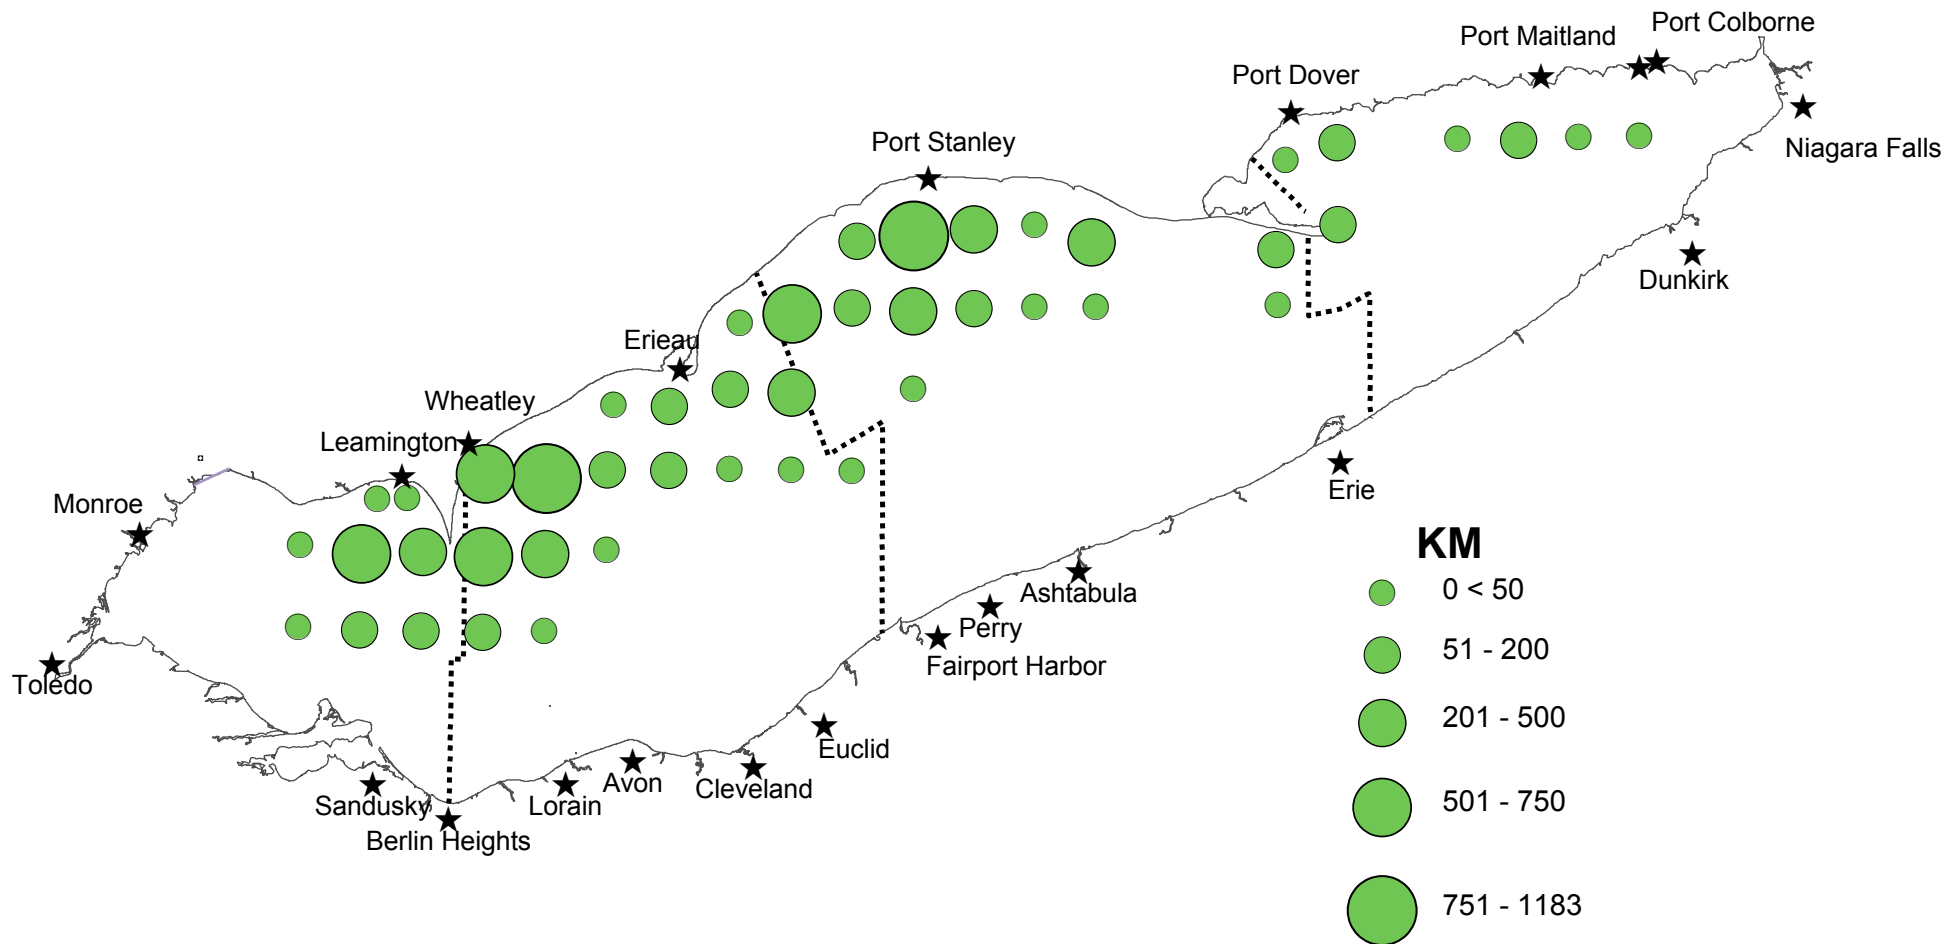 Port Colborne
Port Maitland
Port Dover
Port Stanley
Niagara Falls
Dunkirk
Erieau
Wheatley
Leamington
Monroe
Erie
KM
0 < 50
Ashtabula
Perry
51 - 200
Fairport Harbor
Toledo
201 - 500
Euclid
Avon
Cleveland
Sandusky
Lorain
501 - 750
Berlin Heights
751 - 1183